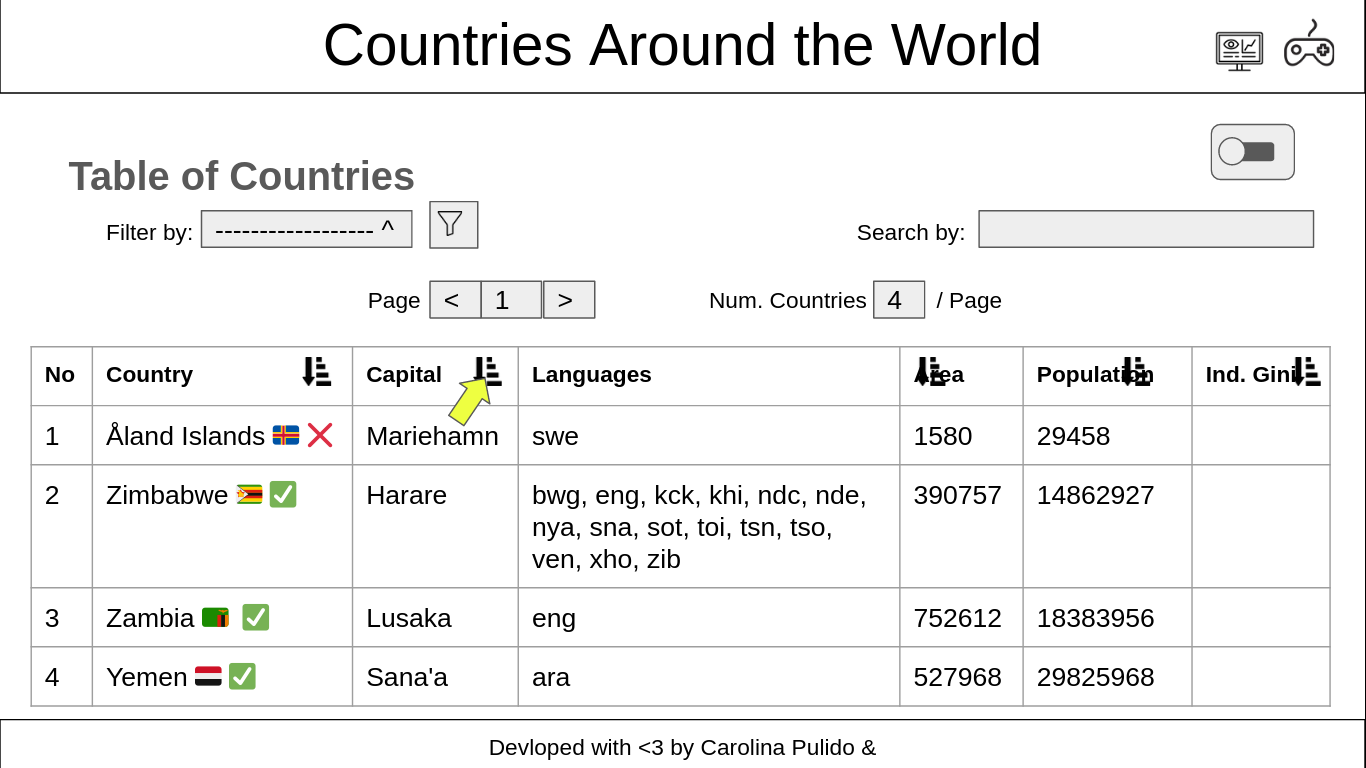 Countries Around the World
Table of Countries
Filter by: ------------------ ^
Search by:
Page < 1 >
Num. Countries 4 / Page
No Country Capital Languages Area Population Ind. Gini
1 Åland Islands Mariehamn swe 1580 29458
2 Zimbabwe Harare bwg, eng, kck, khi, ndc, nde, 390757 14862927
nya, sna, sot, toi, tsn, tso,
ven, xho, zib
3 Zambia Lusaka eng 752612 18383956
4 Yemen Sana'a ara 527968 29825968
Devloped with <3 by Carolina Pulido &